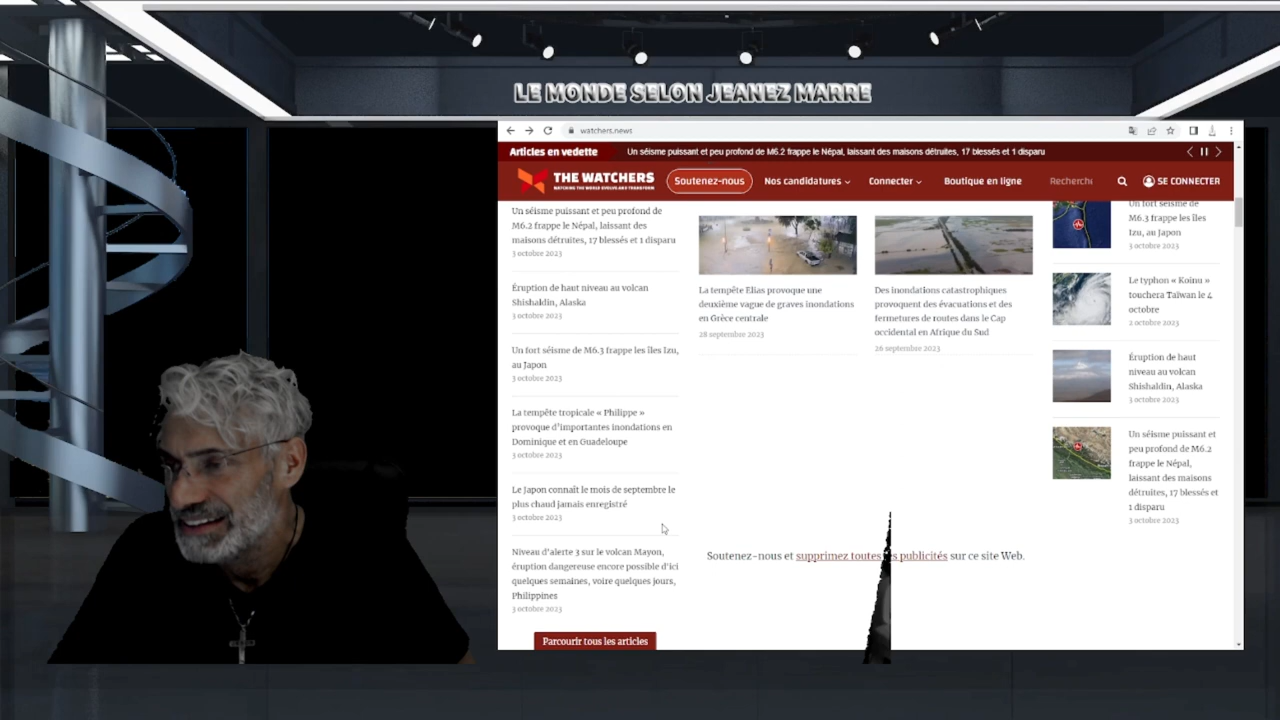 LE MONDE SELON JEANEZ MARRE
watchers.news
Articles en vedette
Un séisme puissant et peu profond de M6.2 frappe le Népal, laissant des maisons détruites, 17 blessés et 1 disparu
THE WATCHERS
WATCHING THE WORLD EVOLVE AND TRANSFORM
Soutenez-nous
Nos candidatures
Connecter
Boutique en ligne
Recherchi
SE CONNECTER
Un séisme puissant et peu profond de
M6.2 frappe le Népal, laissant des
maisons détruites, 17 blessés et 1 disparu
3 octobre 2023
Éruption de haut niveau au volcan
Shishaldin, Alaska
3 octobre 2023
Un fort séisme de M6.3 frappe les îles Izu,
au Japon
3 octobre 2023
La tempête tropicale « Philippe »
provoque d'importantes inondations en
Dominique et en Guadeloupe
3 octobre 2023
Le Japon connaît le mois de septembre le
plus chaud jamais enregistré
3 octobre 2023
Niveau d'alerte 3 sur le volcan Mayon,
éruption dangereuse encore possible d'ici
quelques semaines, voire quelques jours,
Philippines
3 octobre 2023
Parcourir tous les articles
La tempête Elias provoque une
deuxième vague de graves inondations
en Grèce centrale
28 septembre 2023
Des inondations catastrophiques
provoquent des évacuations et des
fermetures de routes dans le Cap
occidental en Afrique du Sud
26 septembre 2023
Soutenez-nous et supprimez toutes es publicités sur ce site Web.
Un fort séisme de
M6.3 frappe les îles
Izu, au Japon
3 octobre 2023
Le typhon « Koinu »
touchera Taïwan le 4
octobre
2 octobre 2023
Éruption de haut
niveau au volcan
Shishaldin, Alaska
3 octobre 2023
Un séisme puissant et
peu profond de M6.2
frappe le Népal,
laissant des maisons
détruites, 17 blessés et
1 disparu
3 octobre 2023